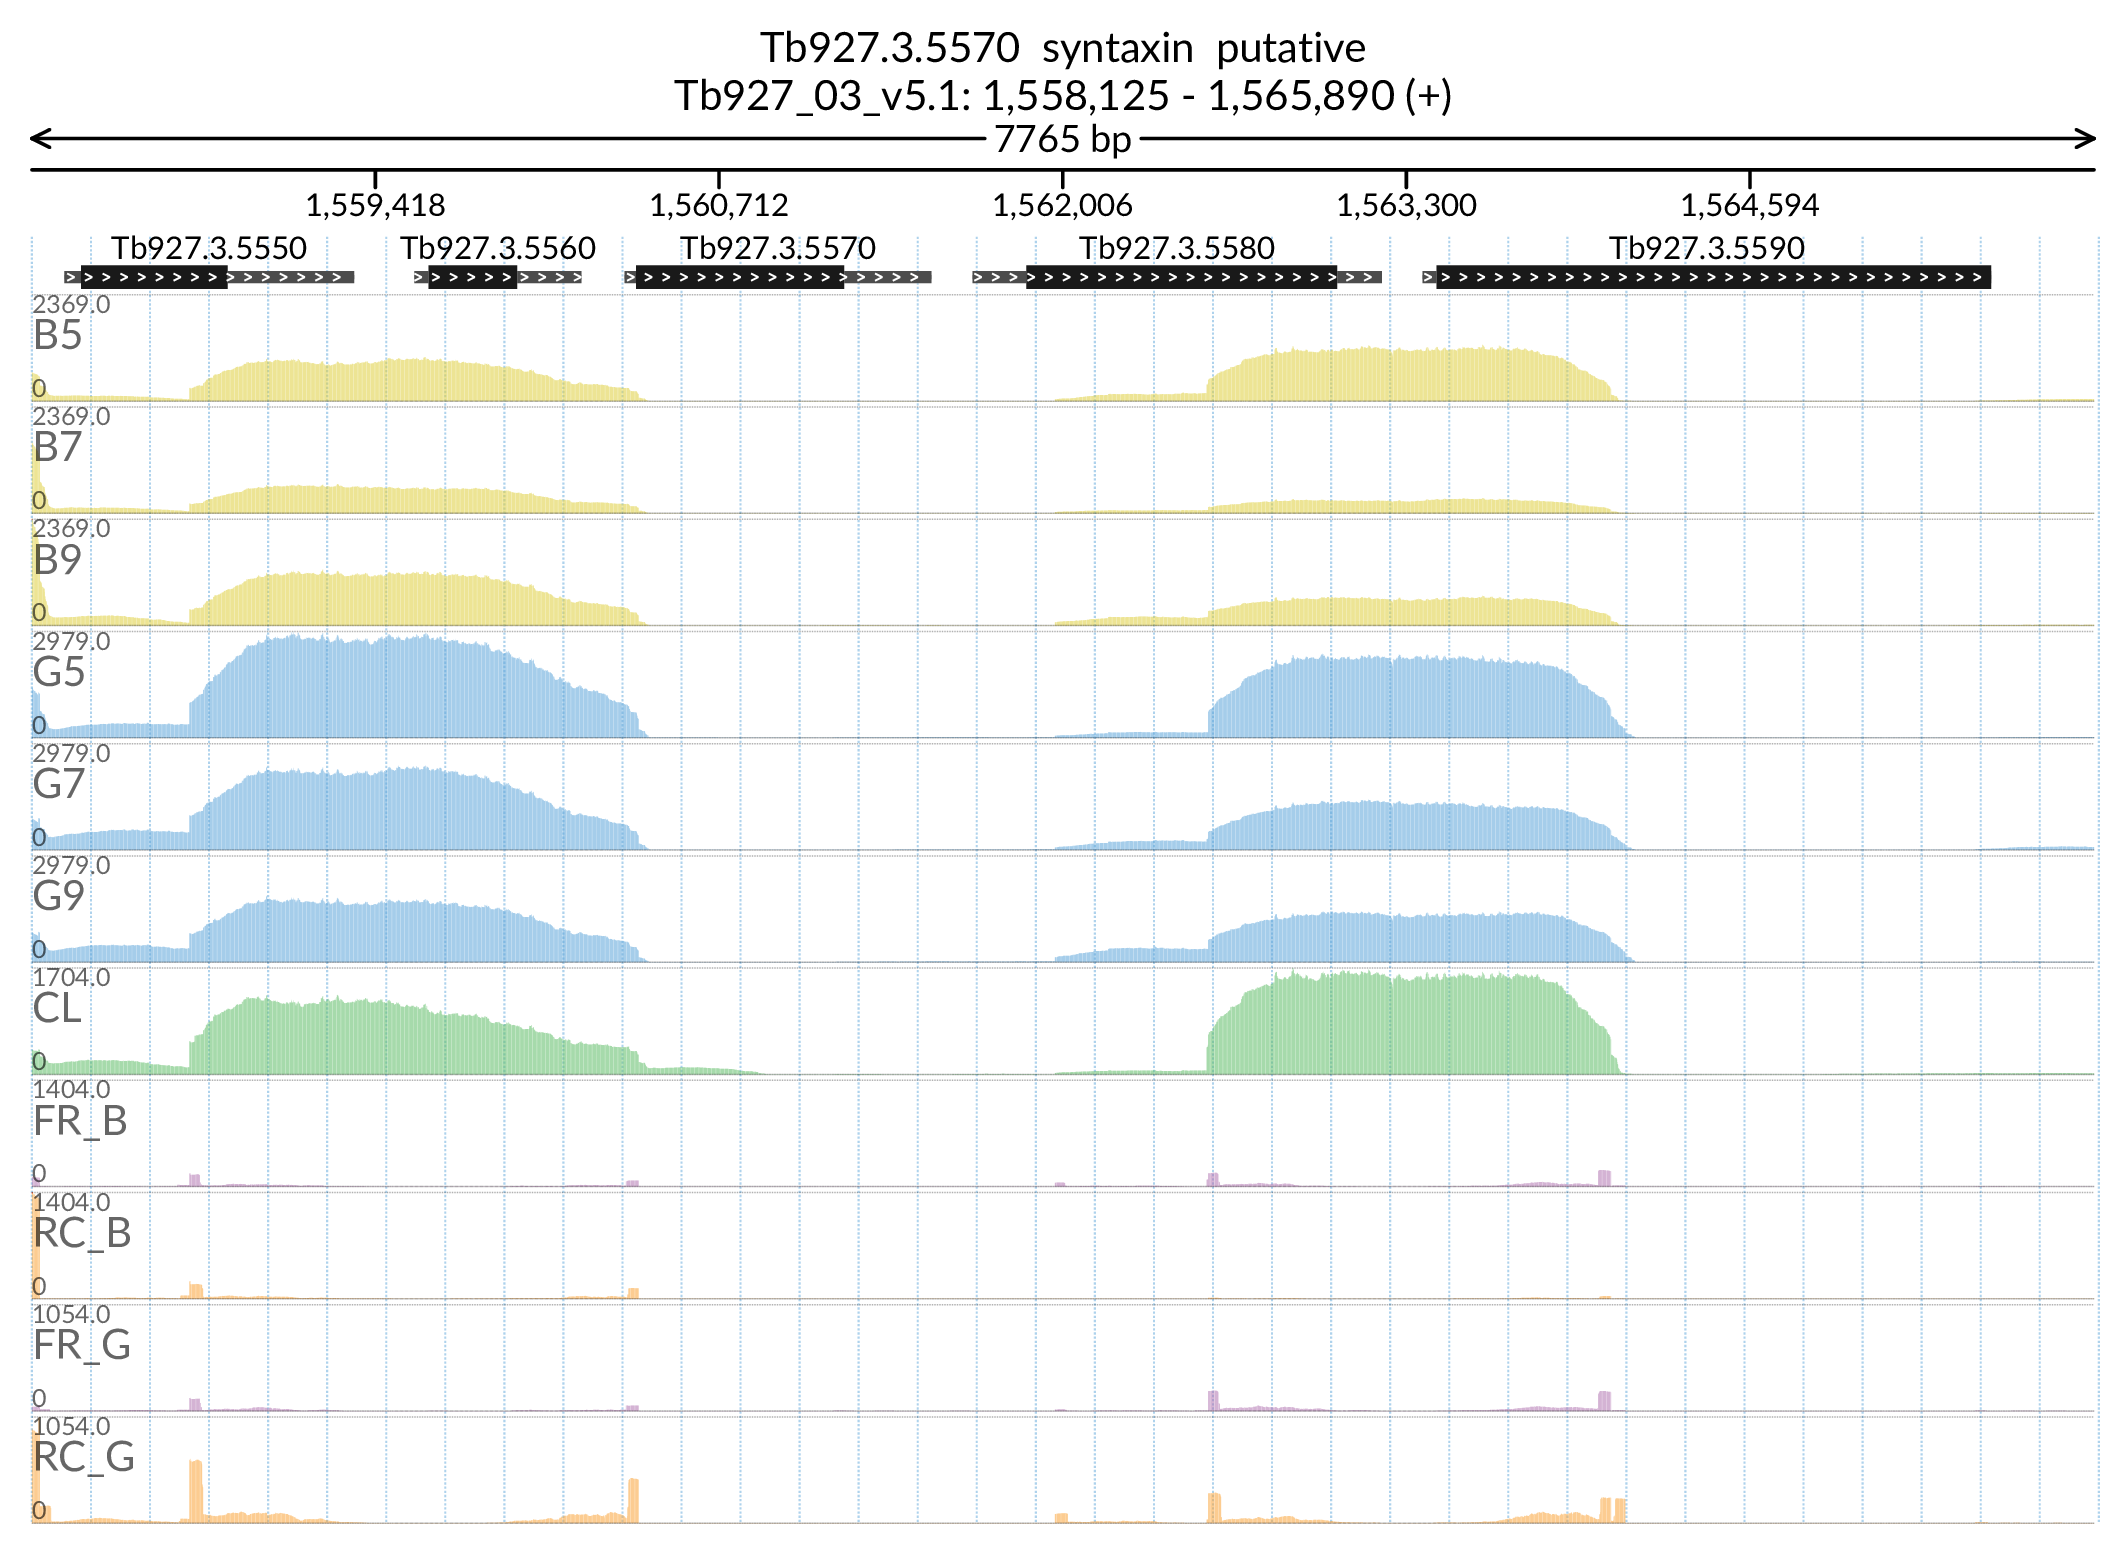 Tb927.3.5570 syntaxin putative
Tb927_03_v5.1: 1,558,125 - 1,565,890 (+)
7765 bp
1,559,418 1,560,712 1,562,006 1,563,300 1,564,594
Tb927.3.5550 Tb927.3.5560 Tb927.3.5570 Tb927.3.5580 Tb927.3.5590
2369.0
B5
0
2369.0
B7
0
2369.0
B9
0
2979.0
G5
0
2979.0
G7
0
2979.0
G9
0
1704.0
CL
0
1404.0
FR_B
0
1404.0
RC_B
0
1054.0
FR_G
0
1054.0
RC_G
0